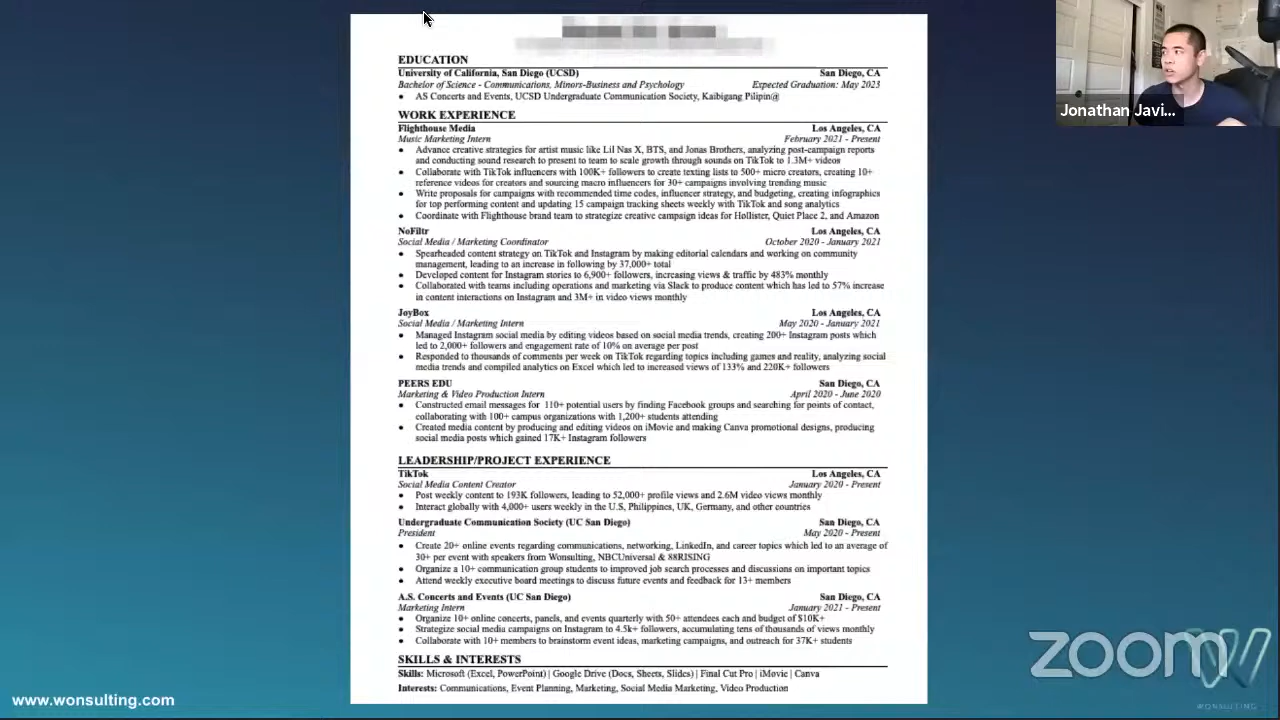 EDUCATION
University of California, San Diego (UCSD) San Diego, CA
Bachelor of Science - Communications, Minors-Business and Psychology Expected Graduation: May 2023
• AS Concerts and Events, UCSD Undergraduate Communication Society, Kaibigang Pilipin@
WORK EXPERIENCE
Flighthouse Media Los Angeles, CA
Music Marketing Intern February 2021 - Present
• Advance creative strategies for artist music like Lil Nas X, BTS, and Jonas Brothers, analyzing post-campaign reports
and conducting sound research to present to team to scale growth through sounds on TikTok to 1.3M+ videos
• Collaborate with TikTok influencers with 100K+ followers to create texting lists to 500+ micro creators, creating 10+
reference videos for creators and sourcing macro influencers for 30+ campaigns involving trending music
• Write proposals for campaigns with recommended time codes, influencer strategy, and budgeting, creating infographics
for top performing content and updating 15 campaign tracking sheets weekly with TikTok and song analytics
• Coordinate with Flighthouse brand team to strategize creative campaign ideas for Hollister, Quiet Place 2, and Amazon
NoFiltr Los Angeles, CA
Social Media / Marketing Coordinator October 2020 - January 2021
• Spearheaded content strategy on TikTok and Instagram by making editorial calendars and working on community
management, leading to an increase in following by 37,000+ total
• Developed content for Instagram stories to 6,900+ followers, increasing views & traffic by 483% monthly
• Collaborated with teams including operations and marketing via Slack to produce content which has led to 57% increase
in content interactions on Instagram and 3M+ in video views monthly
JoyBox Los Angeles, CA
Social Media / Marketing Intern May 2020 - January 2021
• Managed Instagram social media by editing videos based on social media trends, creating 200+ Instagram posts which
led to 2,000+ followers and engagement rate of 10% on average per post
• Responded to thousands of comments per week on TikTok regarding topics including games and reality, analyzing social
media trends and compiled analytics on Excel which led to increased views of 133% and 220K+ followers
PEERS EDU San Diego, CA
Marketing & Video Production Intern April 2020 - June 2020
• Constructed email messages for 110+ potential users by finding Facebook groups and searching for points of contact,
collaborating with 100+ campus organizations with 1,200+ students attending
• Created media content by producing and editing videos on iMovie and making Canva promotional designs, producing
social media posts which gained 17K+ Instagram followers
LEADERSHIP/PROJECT EXPERIENCE
TikTok Los Angeles, CA
Social Media Content Creator January 2020 - Present
• Post weekly content to 193K followers, leading to 52,000+ profile views and 2.6M video views monthly
• Interact globally with 4,000+ users weekly in the U.S, Philippines, UK, Germany, and other countries
Undergraduate Communication Society (UC San Diego) San Diego, CA
President May 2020 - Present
• Create 20+ online events regarding communications, networking, LinkedIn, and career topics which led to an average of
30+ per event with speakers from Wonsulting, NBCUniversal & 88RISING
• Organize a 10+ communication group students to improved job search processes and discussions on important topics
• Attend weekly executive board meetings to discuss future events and feedback for 13+ members
A.S. Concerts and Events (UC San Diego) San Diego, CA
Marketing Intern January 2021 - Present
• Organize 10+ online concerts, panels, and events quarterly with 50+ attendees each and budget of $10K+
• Strategize social media campaigns on Instagram to 4.5k+ followers, accumulating tens of thousands of views monthly
• Collaborate with 10+ members to brainstorm event ideas, marketing campaigns, and outreach for 37K+ students
SKILLS & INTERESTS
Skills: Microsoft (Excel, PowerPoint) | Google Drive (Docs, Sheets, Slides) | Final Cut Pro | iMovie | Canva
Interests: Communications, Event Planning, Marketing, Social Media Marketing, Video Production
Jonathan Javi...
zoom
WONSULTING
www.wonsulting.com